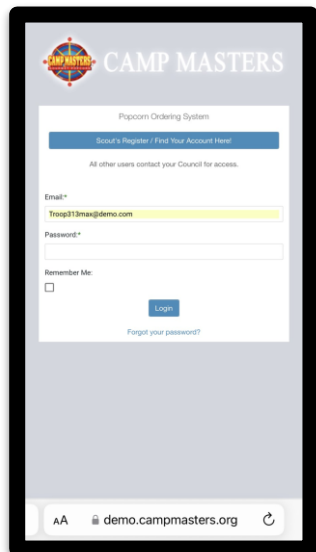 CAMP MASTERS
CAMP MASTERS
Popcorn Ordering System
Scout's Register / Find Your Account Here!
All other users contact your Council for access.
Email:*
Troop313max@demo.com
Password:*
Remember Me:
Login
Forgot your password?
AA demo.campmasters.org